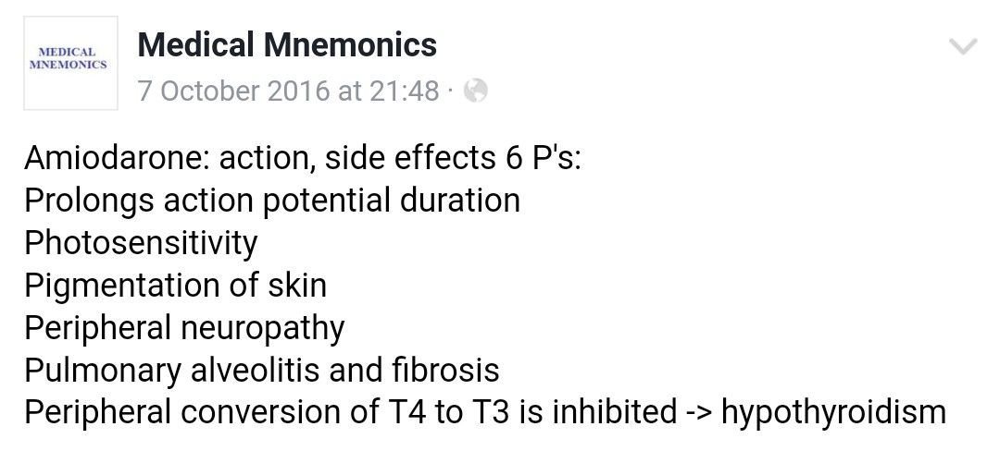 MEDICAL
MNEMONICS
Medical Mnemonics
7 October 2016 at 21:48 ·
Amiodarone: action, side effects 6 P's:
Prolongs action potential duration
Photosensitivity
Pigmentation of skin
Peripheral neuropathy
Pulmonary alveolitis and fibrosis
Peripheral conversion of T4 to T3 is inhibited -> hypothyroidism